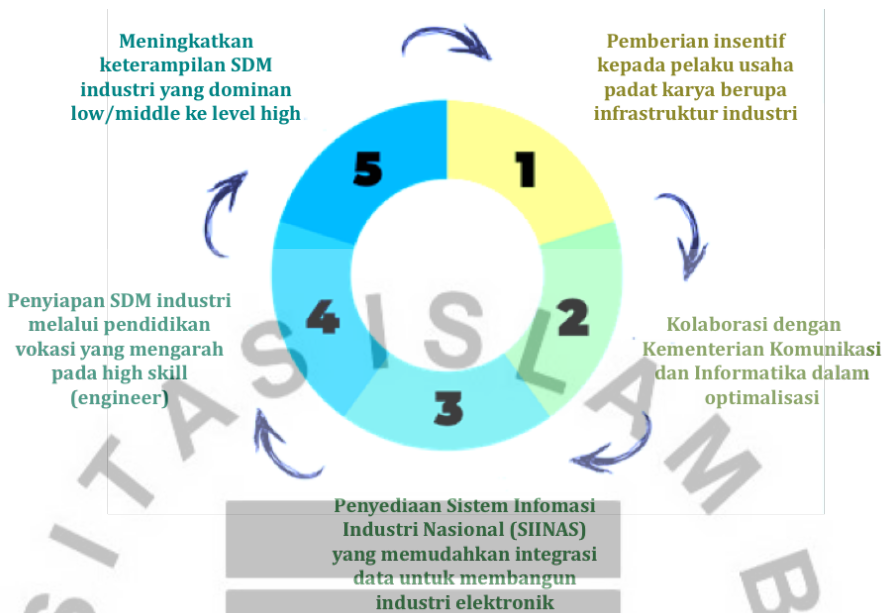 Meningkatkan
keterampilan SDM
industri yang dominan
low/middle ke level high
Pemberian insentif
kepada pelaku usaha
padat karya berupa
infrastruktur industri
5
1
4
2
3
Penyiapan SDM industri
melalui pendidikan
vokasi yang mengarah
pada high skill
(engineer)
Kolaborasi dengan
Kementerian Komunikasi
dan Informatika dalam
optimalisasi
Penyediaan Sistem Infomasi
Industri Nasional (SIINAS)
yang memudahkan integrasi
data untuk membangun
industri elektronik
SITAS ISLAM B